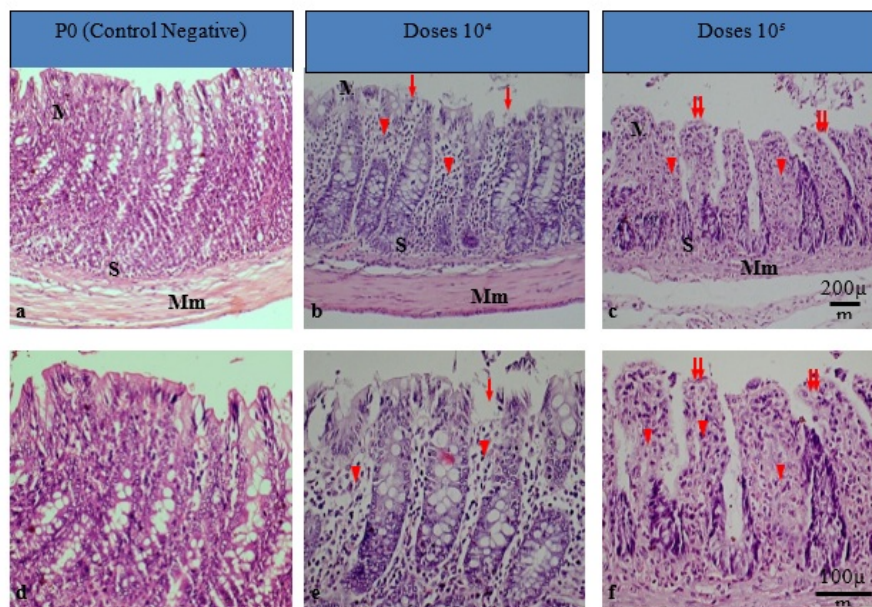 P0 (Control Negative)
Doses 10⁴
Doses 10⁵
M
S
Mm
a
M
S
Mm
b
M
S
Mm
200µ
m
c
d
e
100µ
m
f